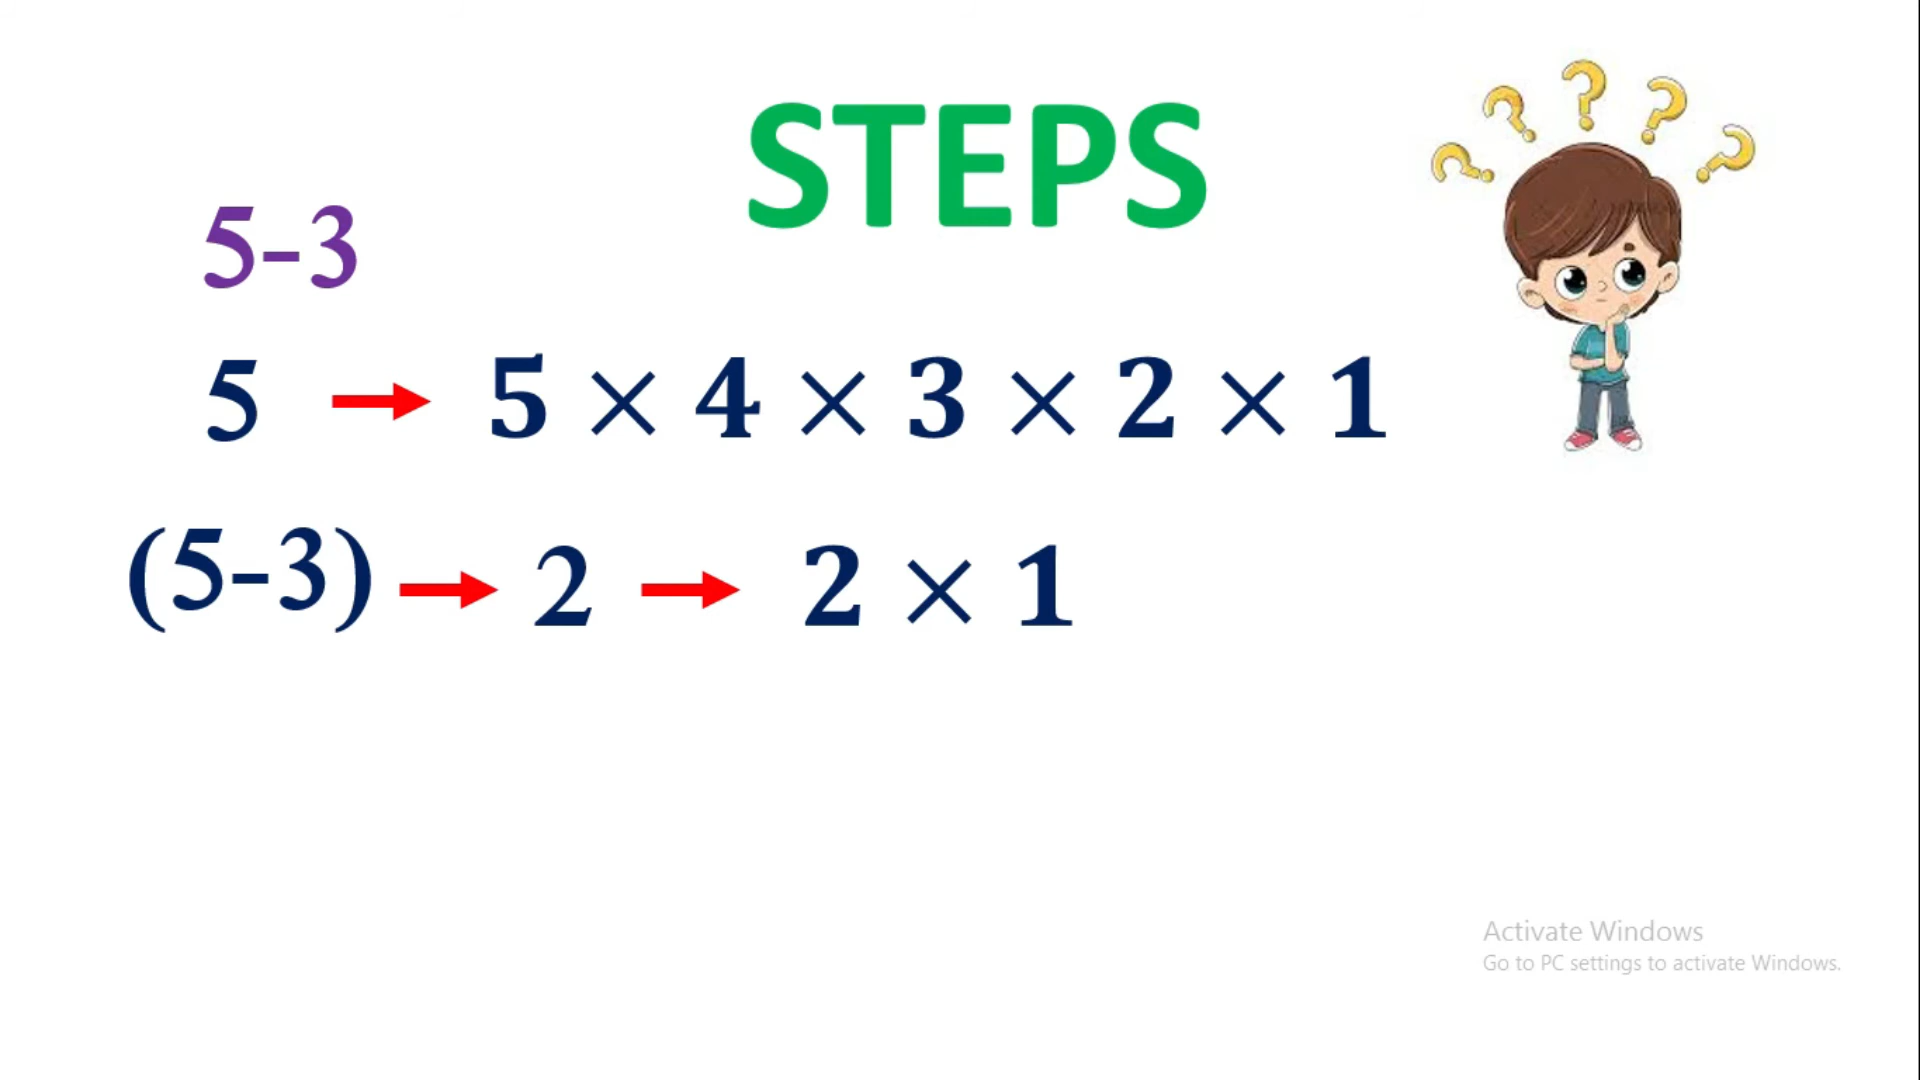 STEPS
5-3
5 → 5 × 4 × 3 × 2 × 1
(5-3) → 2 → 2 × 1
Activate Windows
Go to PC settings to activate Windows.